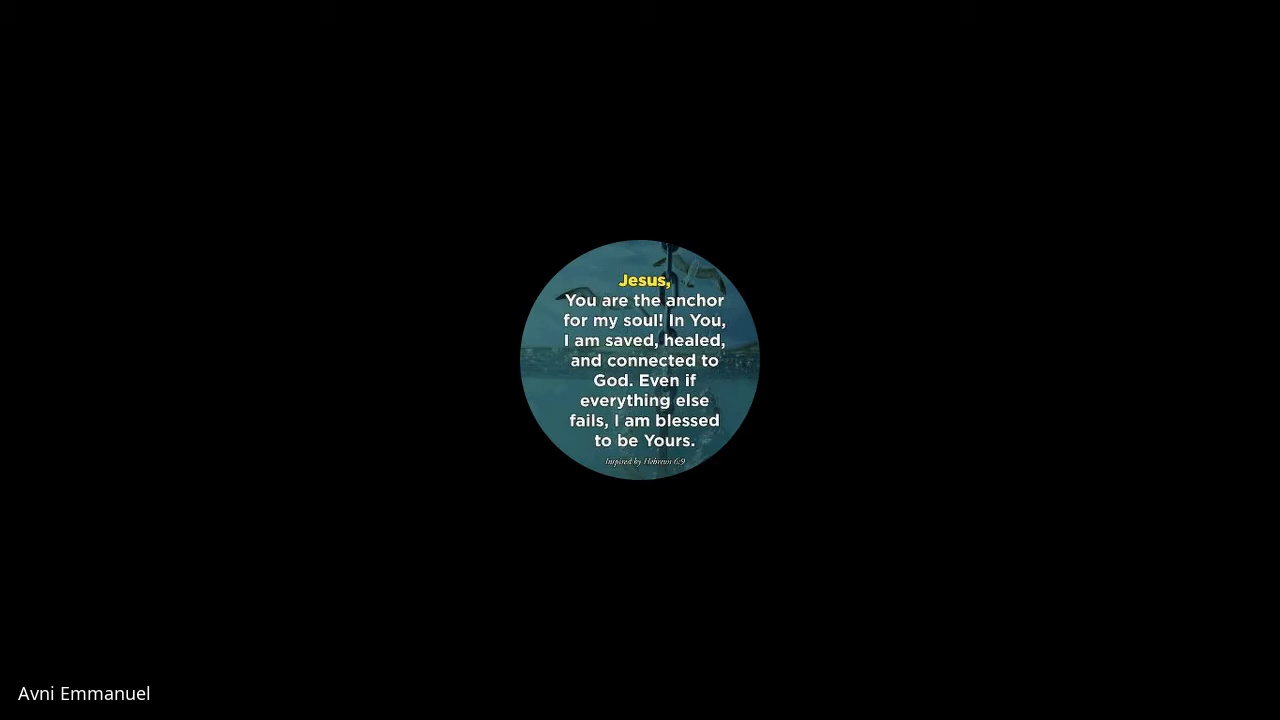 Jesus,
You are the anchor
for my soul! In You,
I am saved, healed,
and connected to
God. Even if
everything else
fails, I am blessed
to be Yours.
Inspired by Hebrews 6:9
Avni Emmanuel